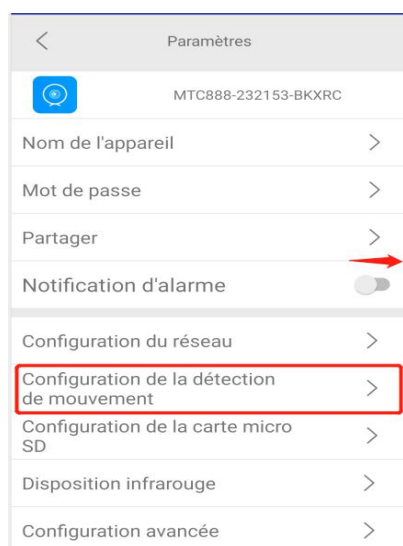 Paramètres
MTC888-232153-BKXRC
Nom de l'appareil
Mot de passe
Partager
Notification d'alarme
Configuration du réseau
Configuration de la détection
de mouvement
Configuration de la carte micro
SD
Disposition infrarouge
Configuration avancée